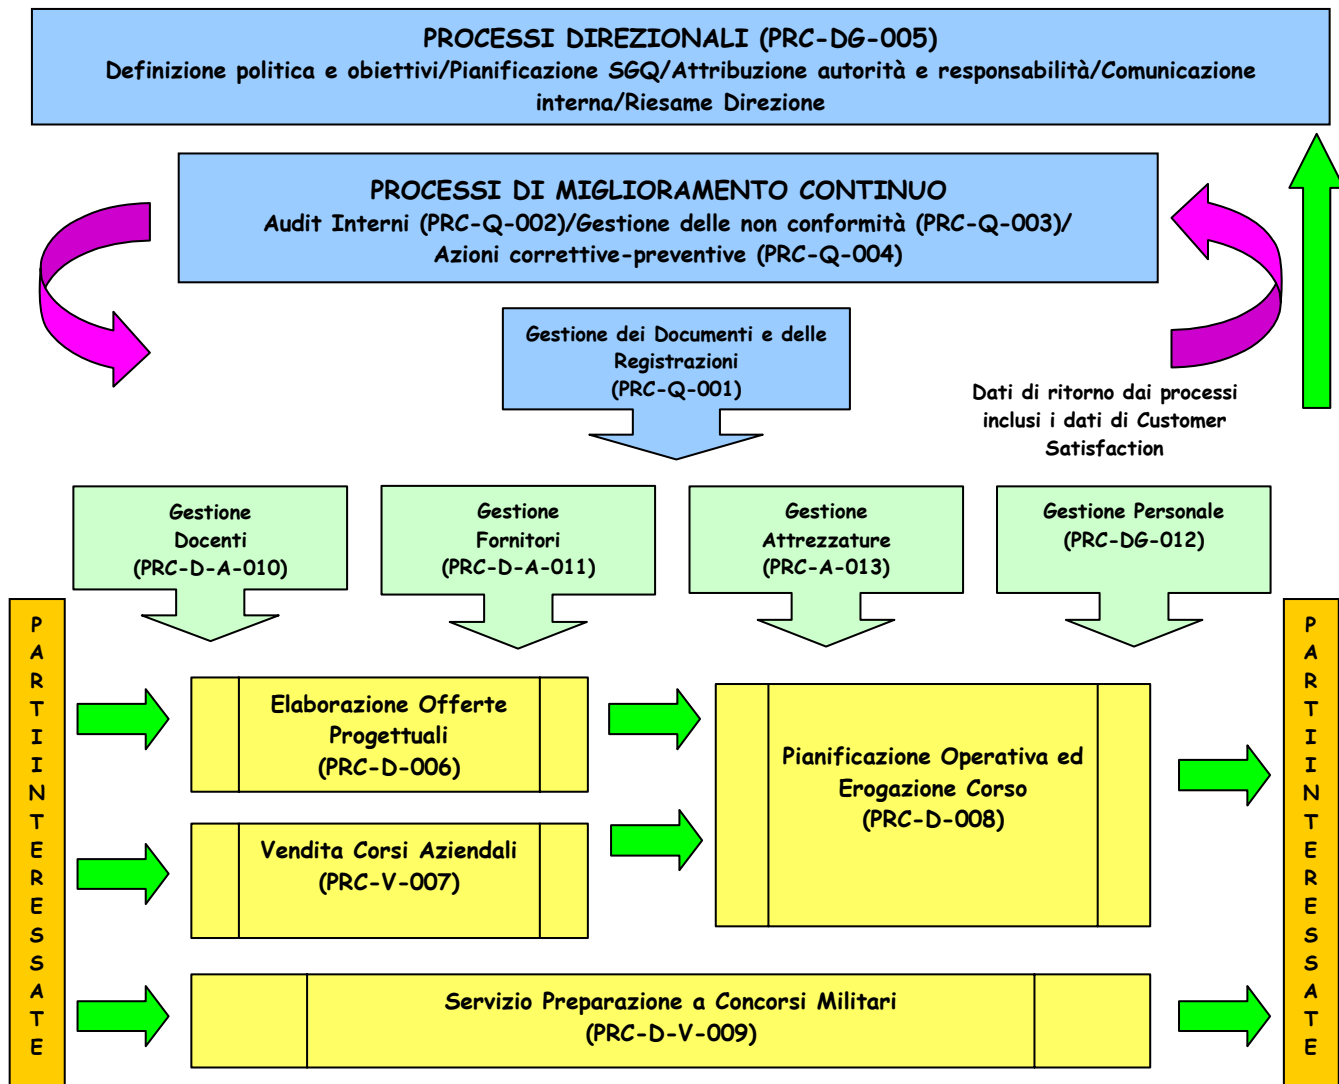 PROCESSI DIREZIONALI (PRC-DG-005)
Definizione politica e obiettivi/Pianificazione SGQ/Attribuzione autorità e responsabilità/Comunicazione
interna/Riesame Direzione
PROCESSI DI MIGLIORAMENTO CONTINUO
Audit Interni (PRC-Q-002)/Gestione delle non conformità (PRC-Q-003)/
Azioni correttive-preventive (PRC-Q-004)
Gestione dei Documenti e delle
Registrazioni
(PRC-Q-001)
Dati di ritorno dai processi
inclusi i dati di Customer
Satisfaction
Gestione
Docenti
(PRC-D-A-010)
Gestione
Fornitori
(PRC-D-A-011)
Gestione
Attrezzature
(PRC-A-013)
Gestione Personale
(PRC-DG-012)
P
A
R
T
I
I
N
T
E
R
E
S
S
A
T
E
Elaborazione Offerte
Progettuali
(PRC-D-006)
Vendita Corsi Aziendali
(PRC-V-007)
Pianificazione Operativa ed
Erogazione Corso
(PRC-D-008)
Servizio Preparazione a Concorsi Militari
(PRC-D-V-009)
P
A
R
T
I
I
N
T
E
R
E
S
S
A
T
E